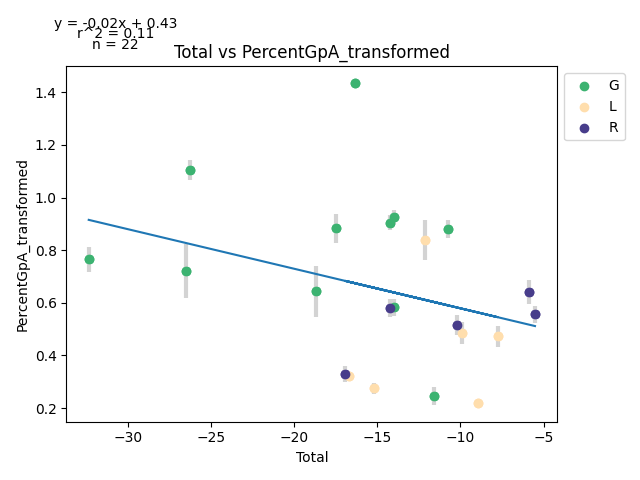 y = -0.02x + 0.43
r^2 = 0.11
n = 22
Total vs PercentGpA_transformed
G
L
R
PercentGpA_transformed
1.4
1.2
1.0
0.8
0.6
0.4
0.2
−30
−25
−20
−15
−10
−5
Total